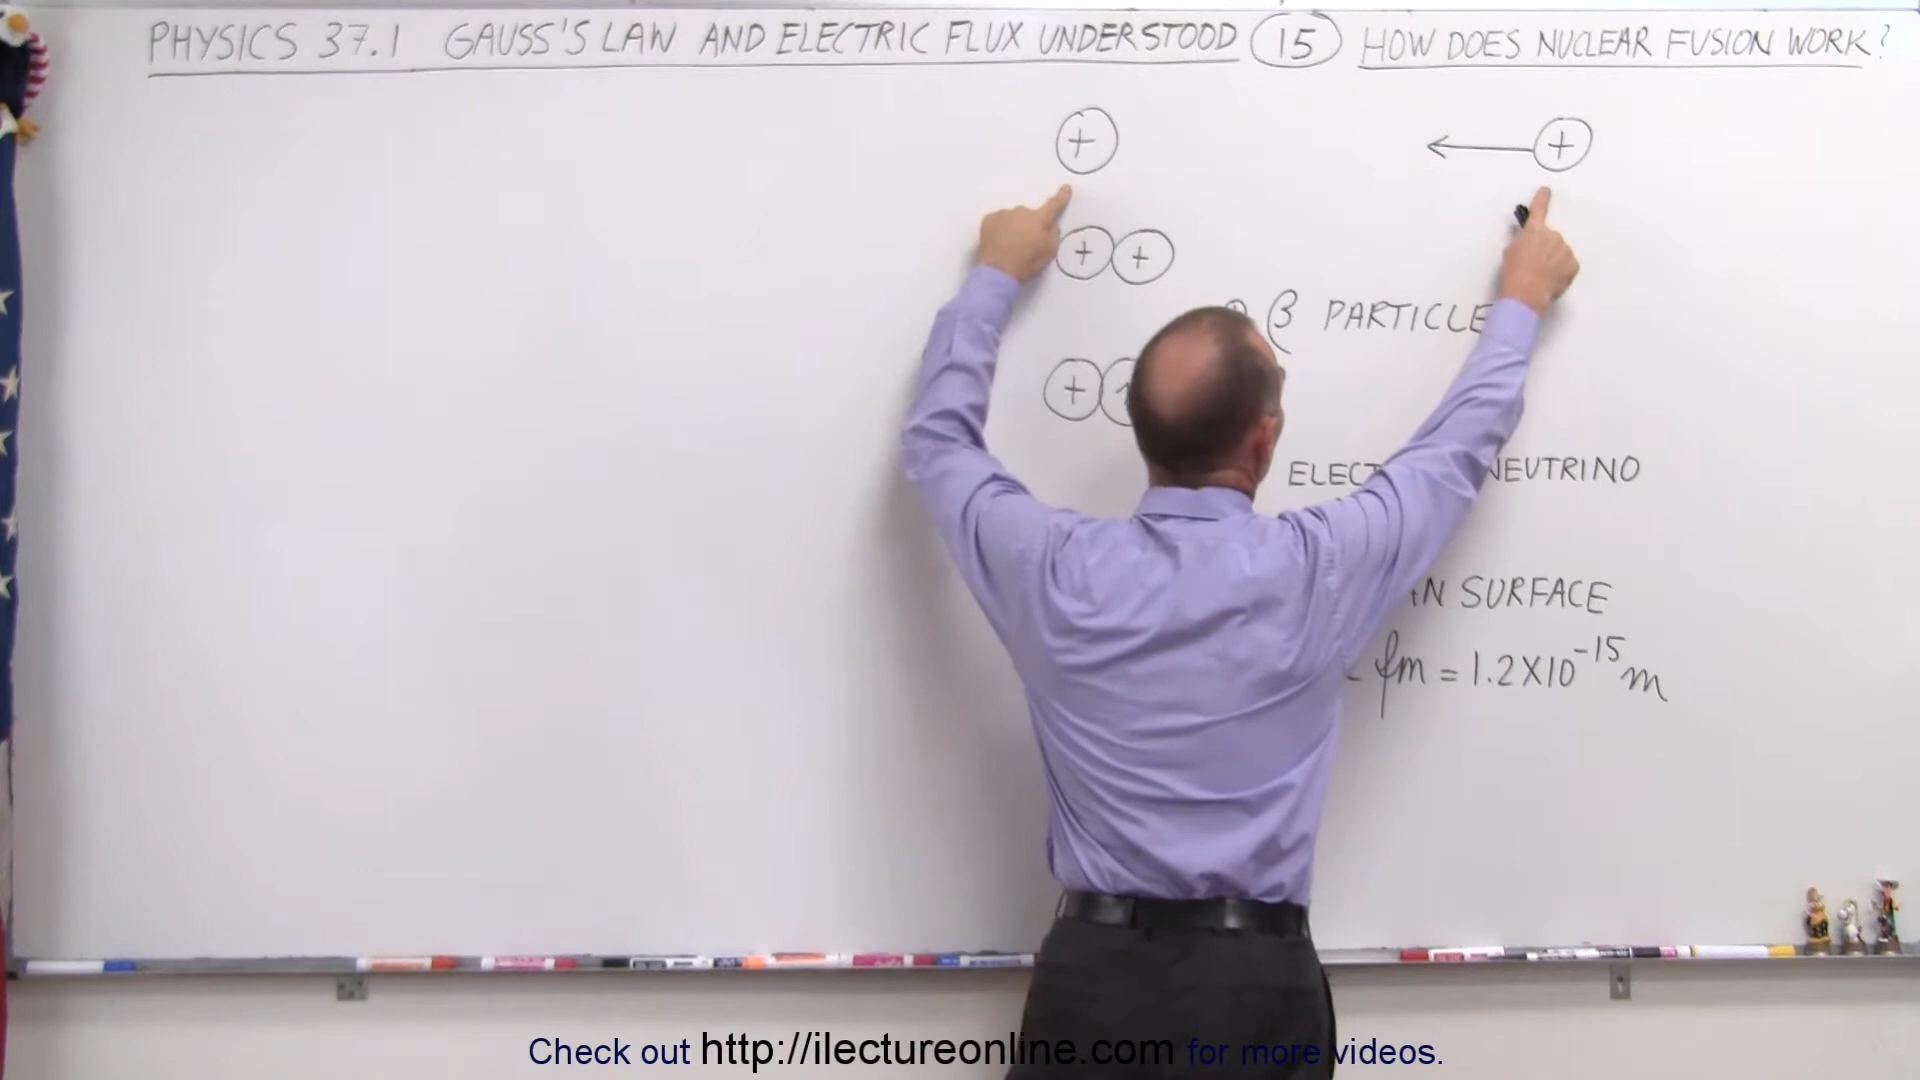 PHYSICS 37.1 GAUSS'S LAW AND ELECTRIC FLUX UNDERSTOOD 15 HOW DOES NUCLEAR FUSION WORK?
+ +
+ +
β PARTICLE
+
NEUTRINO
SURFACE
fm = 1.2X10^-15 m
Check out http://ilectureonline.com for more videos.